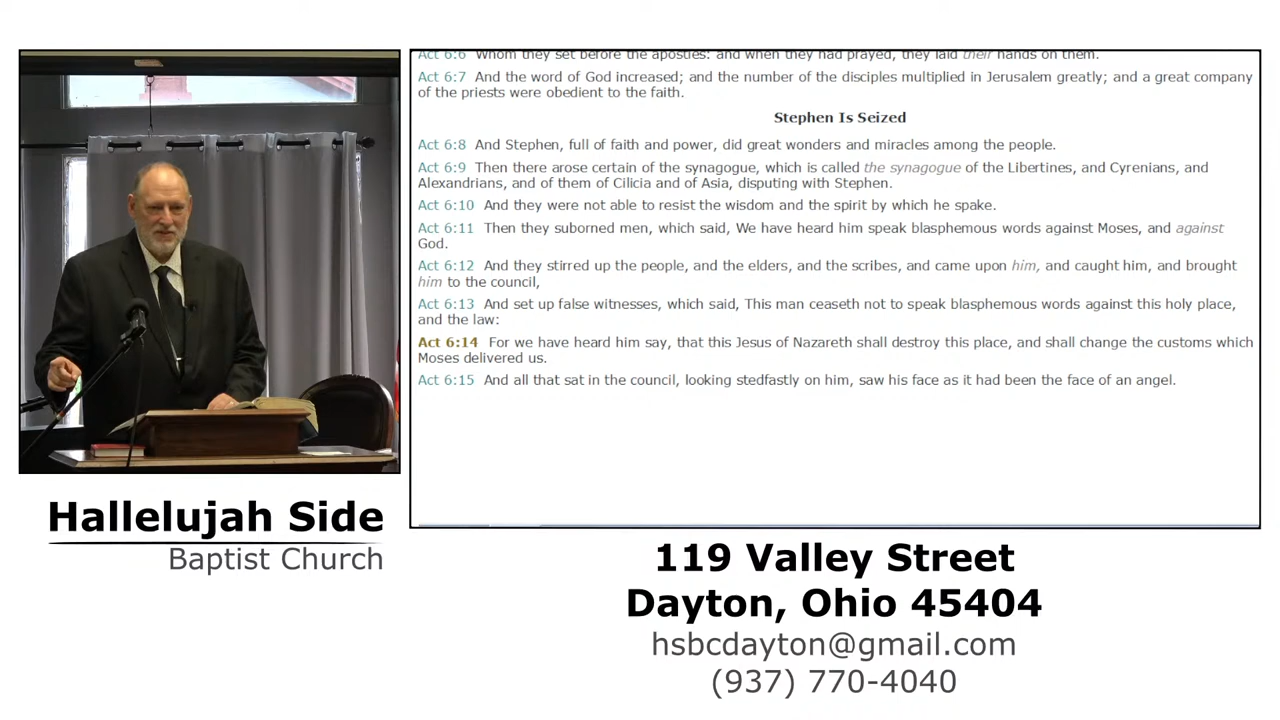 Act 6:6 Whom they set before the apostles: and when they had prayed, they laid their hands on them.
Act 6:7 And the word of God increased; and the number of the disciples multiplied in Jerusalem greatly; and a great company
of the priests were obedient to the faith.
Stephen Is Seized
Act 6:8 And Stephen, full of faith and power, did great wonders and miracles among the people.
Act 6:9 Then there arose certain of the synagogue, which is called the synagogue of the Libertines, and Cyrenians, and
Alexandrians, and of them of Cilicia and of Asia, disputing with Stephen.
Act 6:10 And they were not able to resist the wisdom and the spirit by which he spake.
Act 6:11 Then they suborned men, which said, We have heard him speak blasphemous words against Moses, and against
God.
Act 6:12 And they stirred up the people, and the elders, and the scribes, and came upon him, and caught him, and brought
him to the council,
Act 6:13 And set up false witnesses, which said, This man ceaseth not to speak blasphemous words against this holy place,
and the law:
Act 6:14 For we have heard him say, that this Jesus of Nazareth shall destroy this place, and shall change the customs which
Moses delivered us.
Act 6:15 And all that sat in the council, looking stedfastly on him, saw his face as it had been the face of an angel.
Hallelujah Side
Baptist Church
119 Valley Street
Dayton, Ohio 45404
hsbcdayton@gmail.com
(937) 770-4040